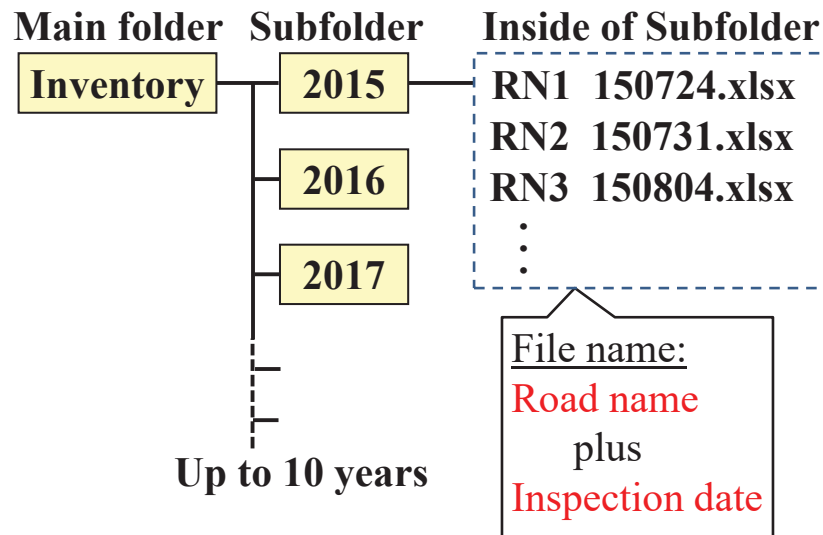 Main folder
Subfolder
Inside of Subfolder
Inventory
2015
2016
2017
Up to 10 years
RN1 150724.xlsx
RN2 150731.xlsx
RN3 150804.xlsx
File name:
Road name
plus
Inspection date